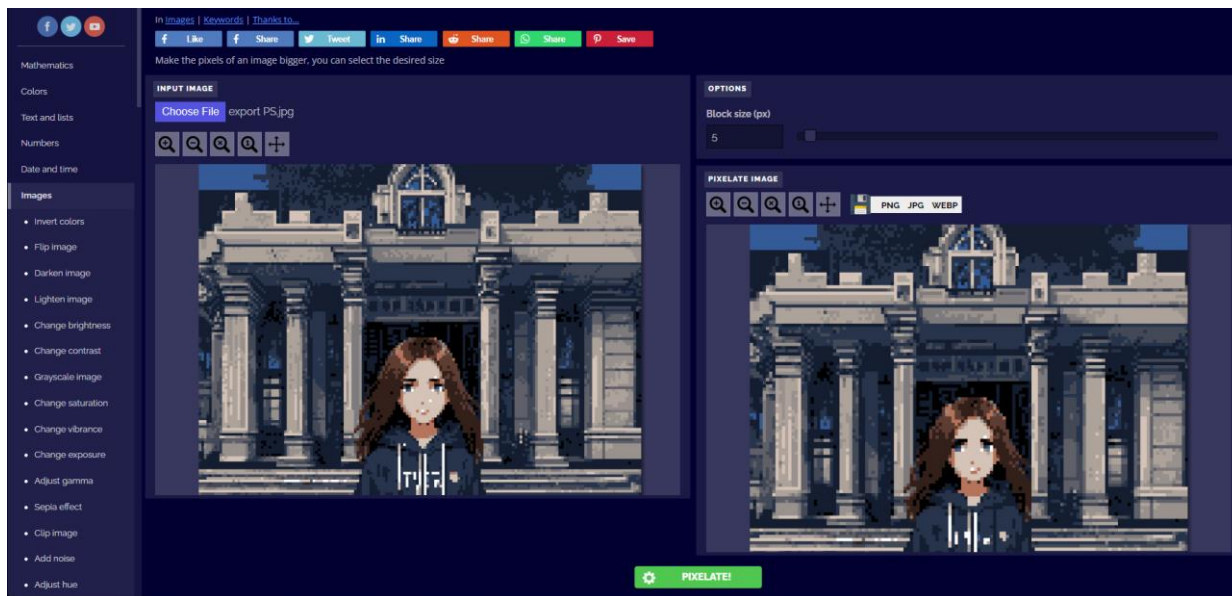 In Images | Keywords | Thanks to...
Like Share Tweet Share Share Share Save
Make the pixels of an image bigger, you can select the desired size
Mathematics
Colors
Text and lists
Numbers
Date and time
Images
Invert colors
Flip image
Darken image
Lighten image
Change brightness
Change contrast
Grayscale image
Change saturation
Change vibrance
Change exposure
Adjust gamma
Sepia effect
Clip image
Add noise
Adjust hue
INPUT IMAGE
Choose File export PS.jpg
OPTIONS
Block size (px)
5
PIXELATE IMAGE
PNG JPG WEBP
PIXELATE!